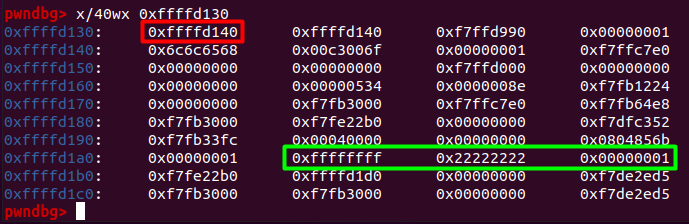 pwndbg> x/40wx 0xffffd130
0xffffd130: 0xffffd140 0xffffd140 0xf7ffd990 0x00000001
0xffffd140: 0x6c6c6568 0x00c3006f 0x00000001 0xf7ffc7e0
0xffffd150: 0x00000000 0x00000000 0xf7ffd000 0x00000000
0xffffd160: 0x00000000 0x00000534 0x0000008e 0xf7fb1224
0xffffd170: 0x00000000 0xf7fb3000 0xf7ffc7e0 0xf7fb64e8
0xffffd180: 0xf7fb3000 0xf7fe22b0 0x00000000 0xf7dfc352
0xffffd190: 0xf7fb33fc 0x00040000 0x00000000 0x0804856b
0xffffd1a0: 0x00000001 0xffffffff 0x22222222 0x00000001
0xffffd1b0: 0xf7fe22b0 0xffffd1d0 0x00000000 0xf7de2ed5
0xffffd1c0: 0xf7fb3000 0xf7fb3000 0x00000000 0xf7de2ed5
pwndbg>